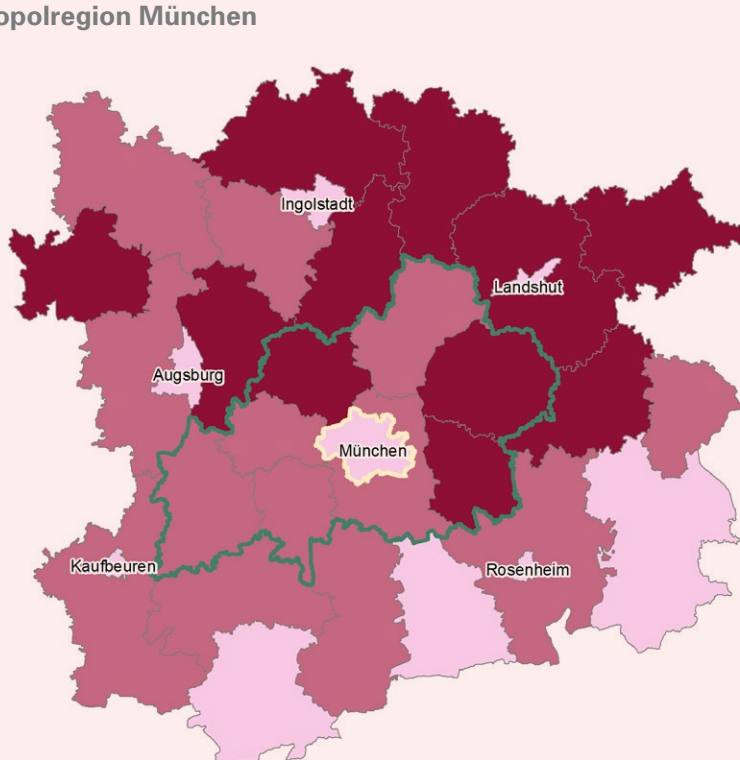 opolregion München
Ingolstadt
Landshut
Augsburg
München
Kaufbeuren
Rosenheim